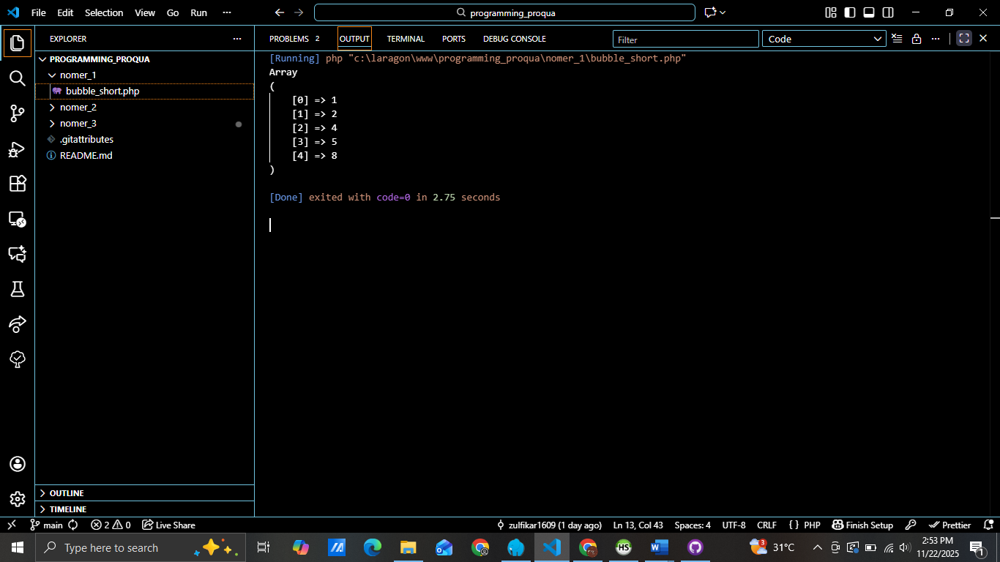 File Edit Selection View Go Run ··· programming_proqua
EXPLORER ···
PROGRAMMING_PROQUA
nomer_1
bubble_short.php
nomer_2
nomer_3
.gitattributes
README.md
OUTLINE
TIMELINE
PROBLEMS 2 OUTPUT TERMINAL PORTS DEBUG CONSOLE Filter Code ···
[Running] php "c:\laragon\www\programming_proqua\nomer_1\bubble_short.php"
Array
(
[0] => 1
[1] => 2
[2] => 4
[3] => 5
[4] => 8
)
[Done] exited with code=0 in 2.75 seconds
main 2 0 Live Share zulfikar1609 (1 day ago) Ln 13, Col 43 Spaces: 4 UTF-8 CRLF { } PHP Finish Setup Prettier
Type here to search HS W 3 31°C 2:53 PM
11/22/2025 1